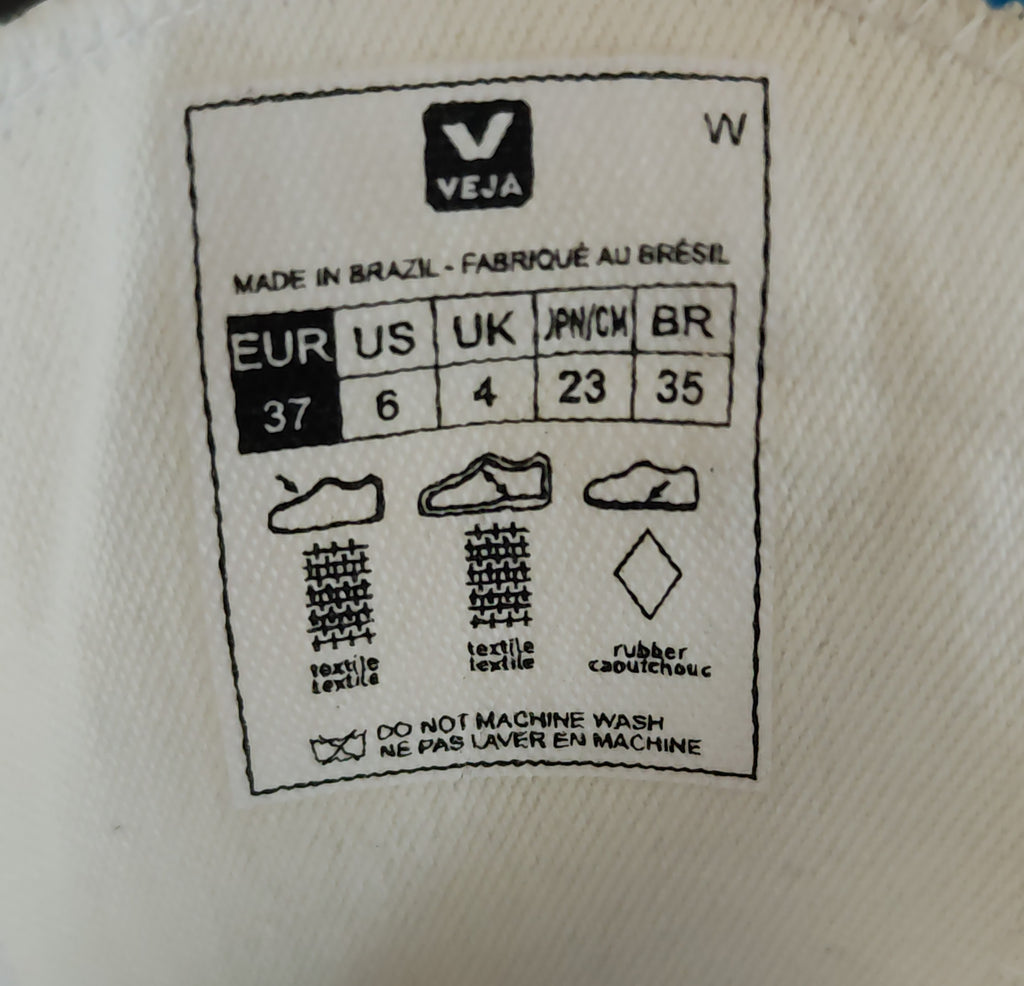 W
VEJA
MADE IN BRAZIL - FABRIQUÉ AU BRÉSIL
EUR US UK JPN/CM BR
37 6 4 23 35
textile textile rubber
textile textile caoutchouc
DO NOT MACHINE WASH
NE PAS LAVER EN MACHINE